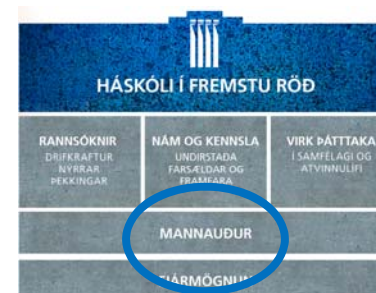 HÁSKÓLI Í FREMSTU RÖÐ
RANNSÓKNIR
DRIFKRAFTUR
NÝRRAR
ÞEKKINGAR
NÁM OG KENNSLA
UNDIRSTAÐA
FARSÆLDAR OG
FRAMFARA
VIRK ÞÁTTTAKA
Í SAMFÉLAGI OG
ATVINNULÍFI
MANNAUÐUR
FJÁRMÖGNUN